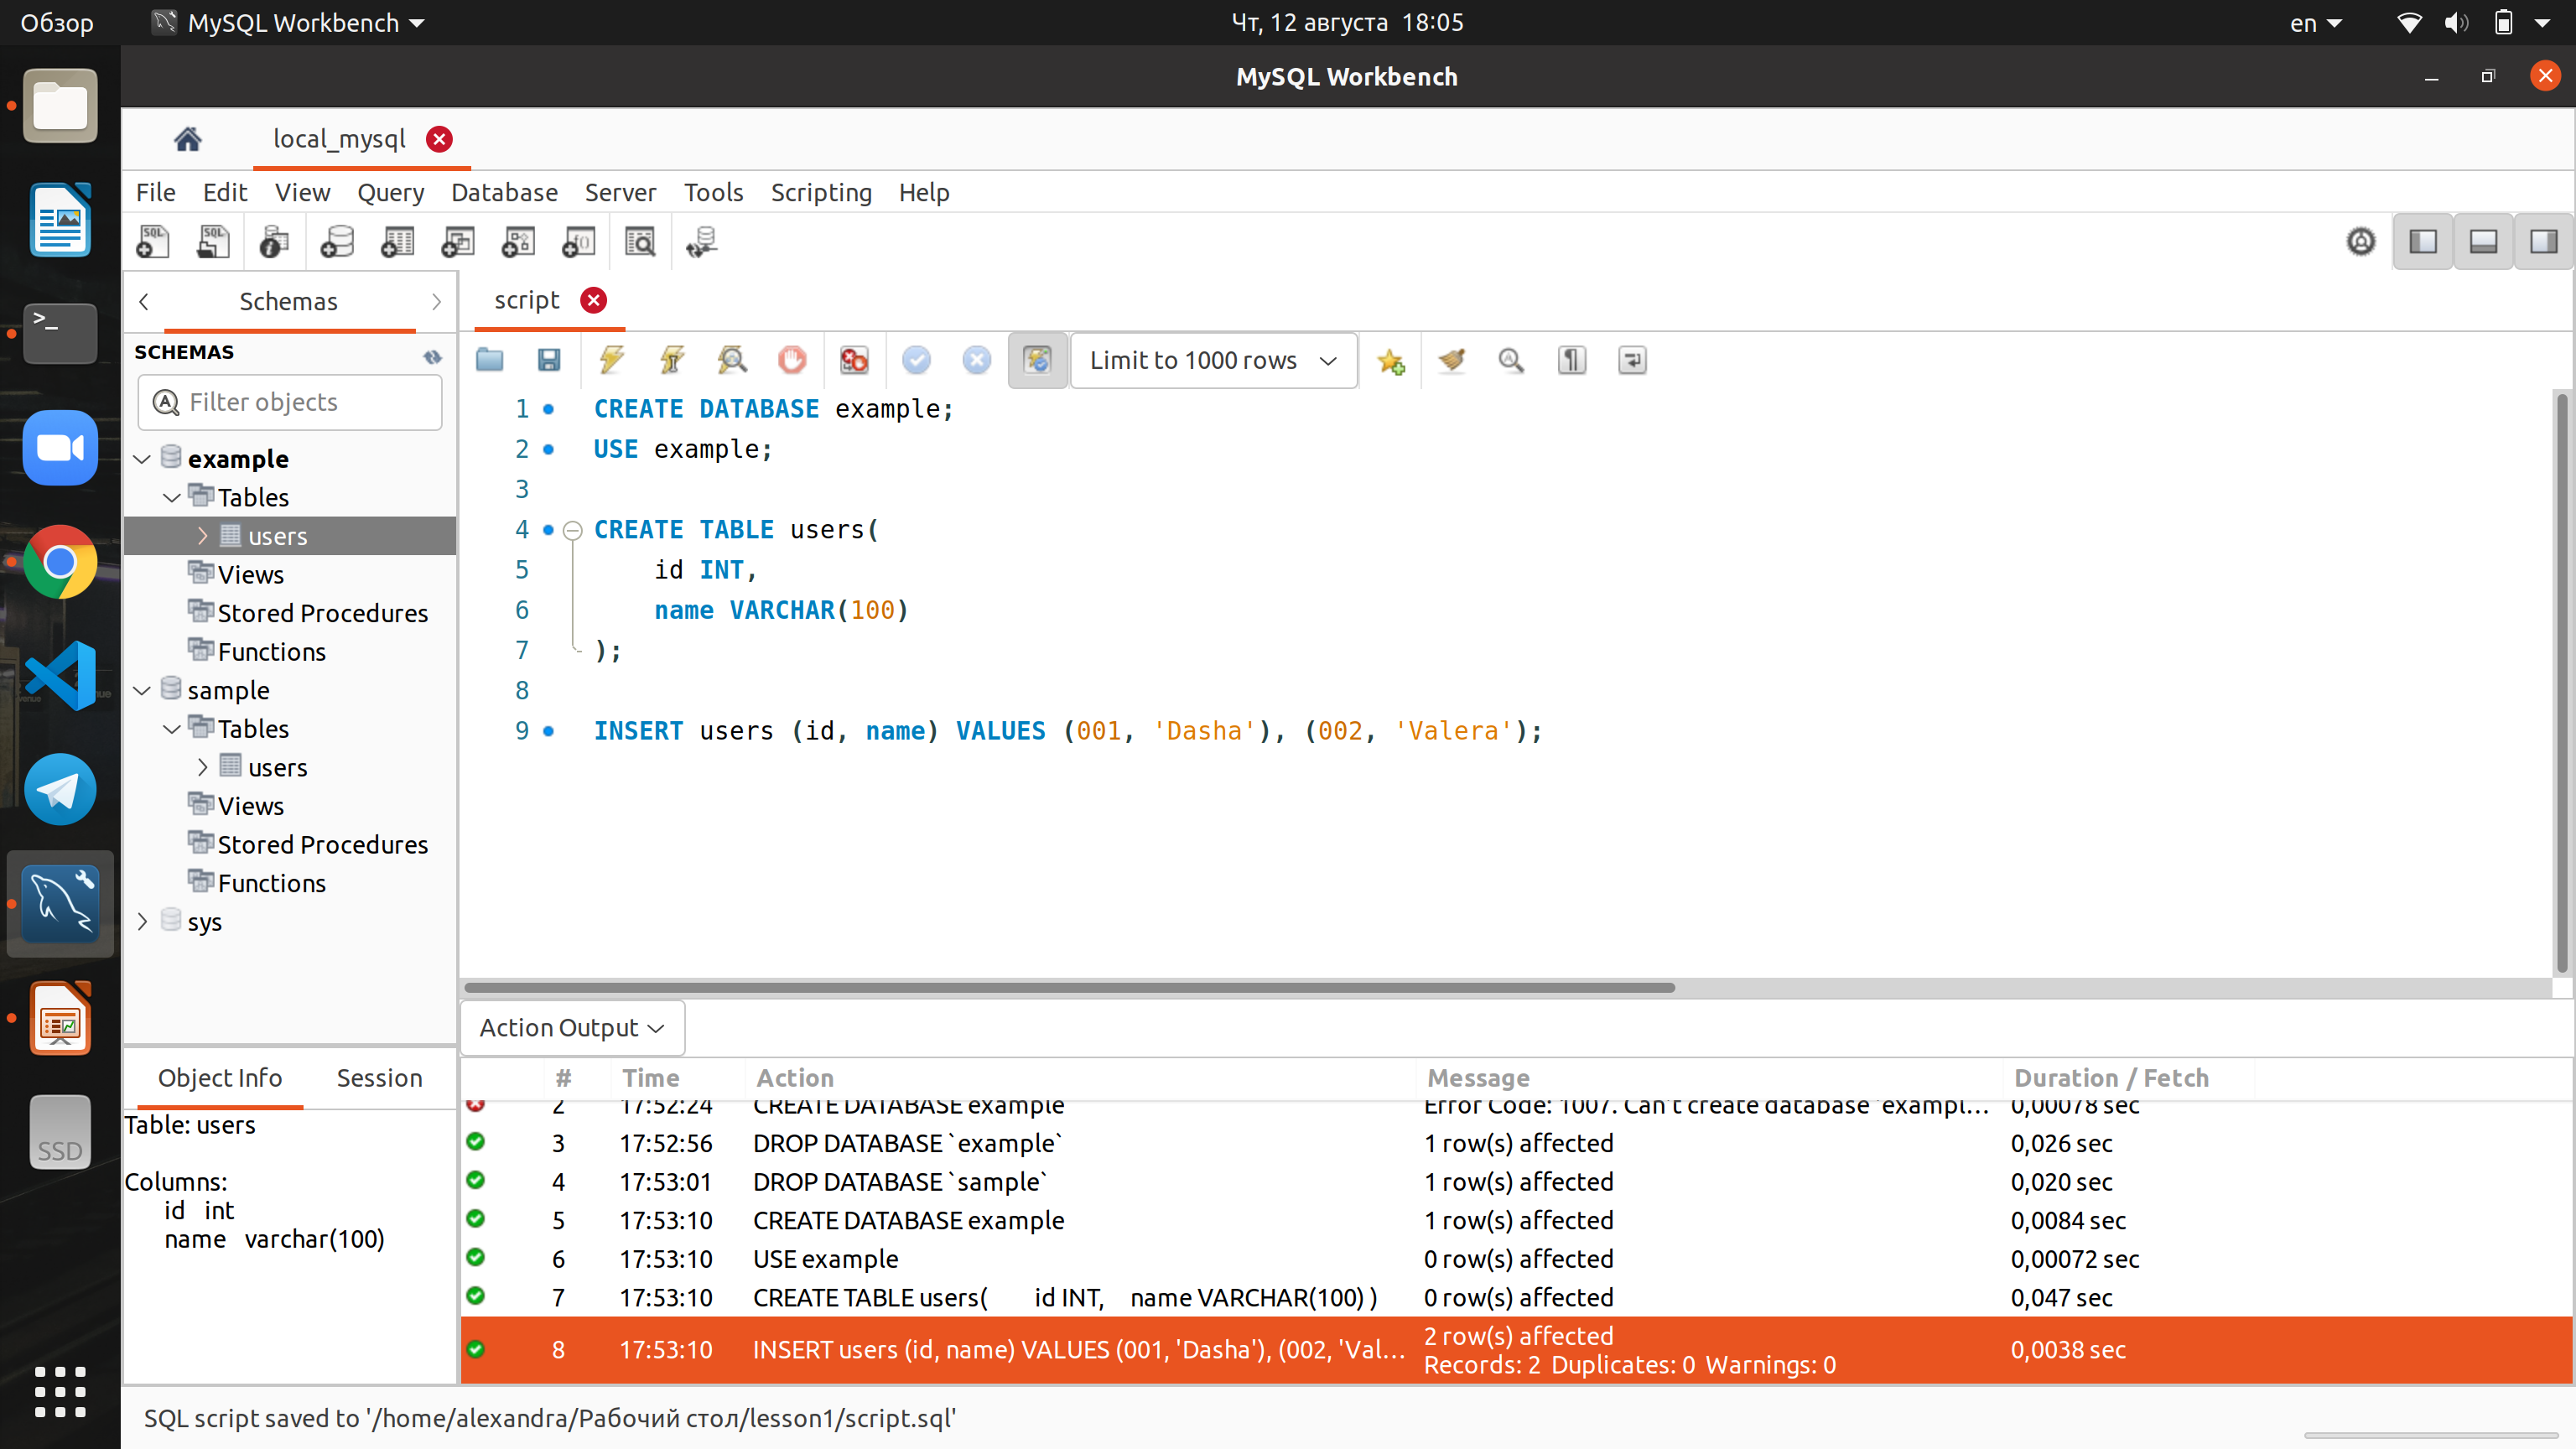 Обзор MySQL Workbench Чт, 12 августа 18:05 en
MySQL Workbench
local_mysql
File Edit View Query Database Server Tools Scripting Help
Schemas
script
SCHEMAS
Limit to 1000 rows
Filter objects
example
Tables
users
Views
Stored Procedures
Functions
sample
Tables
users
Views
Stored Procedures
Functions
sys
1 CREATE DATABASE example;
2 USE example;
3
4 CREATE TABLE users(
5 id INT,
6 name VARCHAR(100)
7 );
8
9 INSERT users (id, name) VALUES (001, 'Dasha'), (002, 'Valera');
Object Info Session
Table: users
Columns:
id int
name varchar(100)
Action Output
# Time Action Message Duration / Fetch
2 17:52:24 CREATE DATABASE example Error Code: 1007. Can't create database 'exampl... 0,00078 sec
3 17:52:56 DROP DATABASE `example` 1 row(s) affected 0,026 sec
4 17:53:01 DROP DATABASE `sample` 1 row(s) affected 0,020 sec
5 17:53:10 CREATE DATABASE example 1 row(s) affected 0,0084 sec
6 17:53:10 USE example 0 row(s) affected 0,00072 sec
7 17:53:10 CREATE TABLE users( id INT, name VARCHAR(100) ) 0 row(s) affected 0,047 sec
8 17:53:10 INSERT users (id, name) VALUES (001, 'Dasha'), (002, 'Val... 2 row(s) affected 0,0038 sec
Records: 2 Duplicates: 0 Warnings: 0
SSD
SQL script saved to '/home/alexandra/Рабочий стол/lesson1/script.sql'